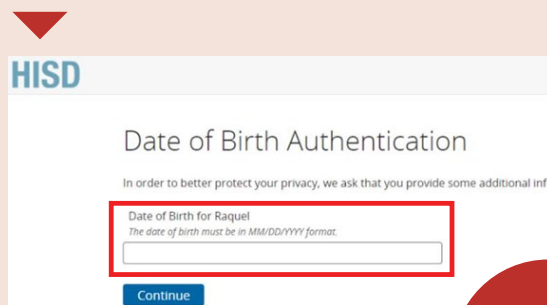 HISD
Date of Birth Authentication
In order to better protect your privacy, we ask that you provide some additional inf
Date of Birth for Raquel
The date of birth must be in MM/DD/YYYY format.
Continue